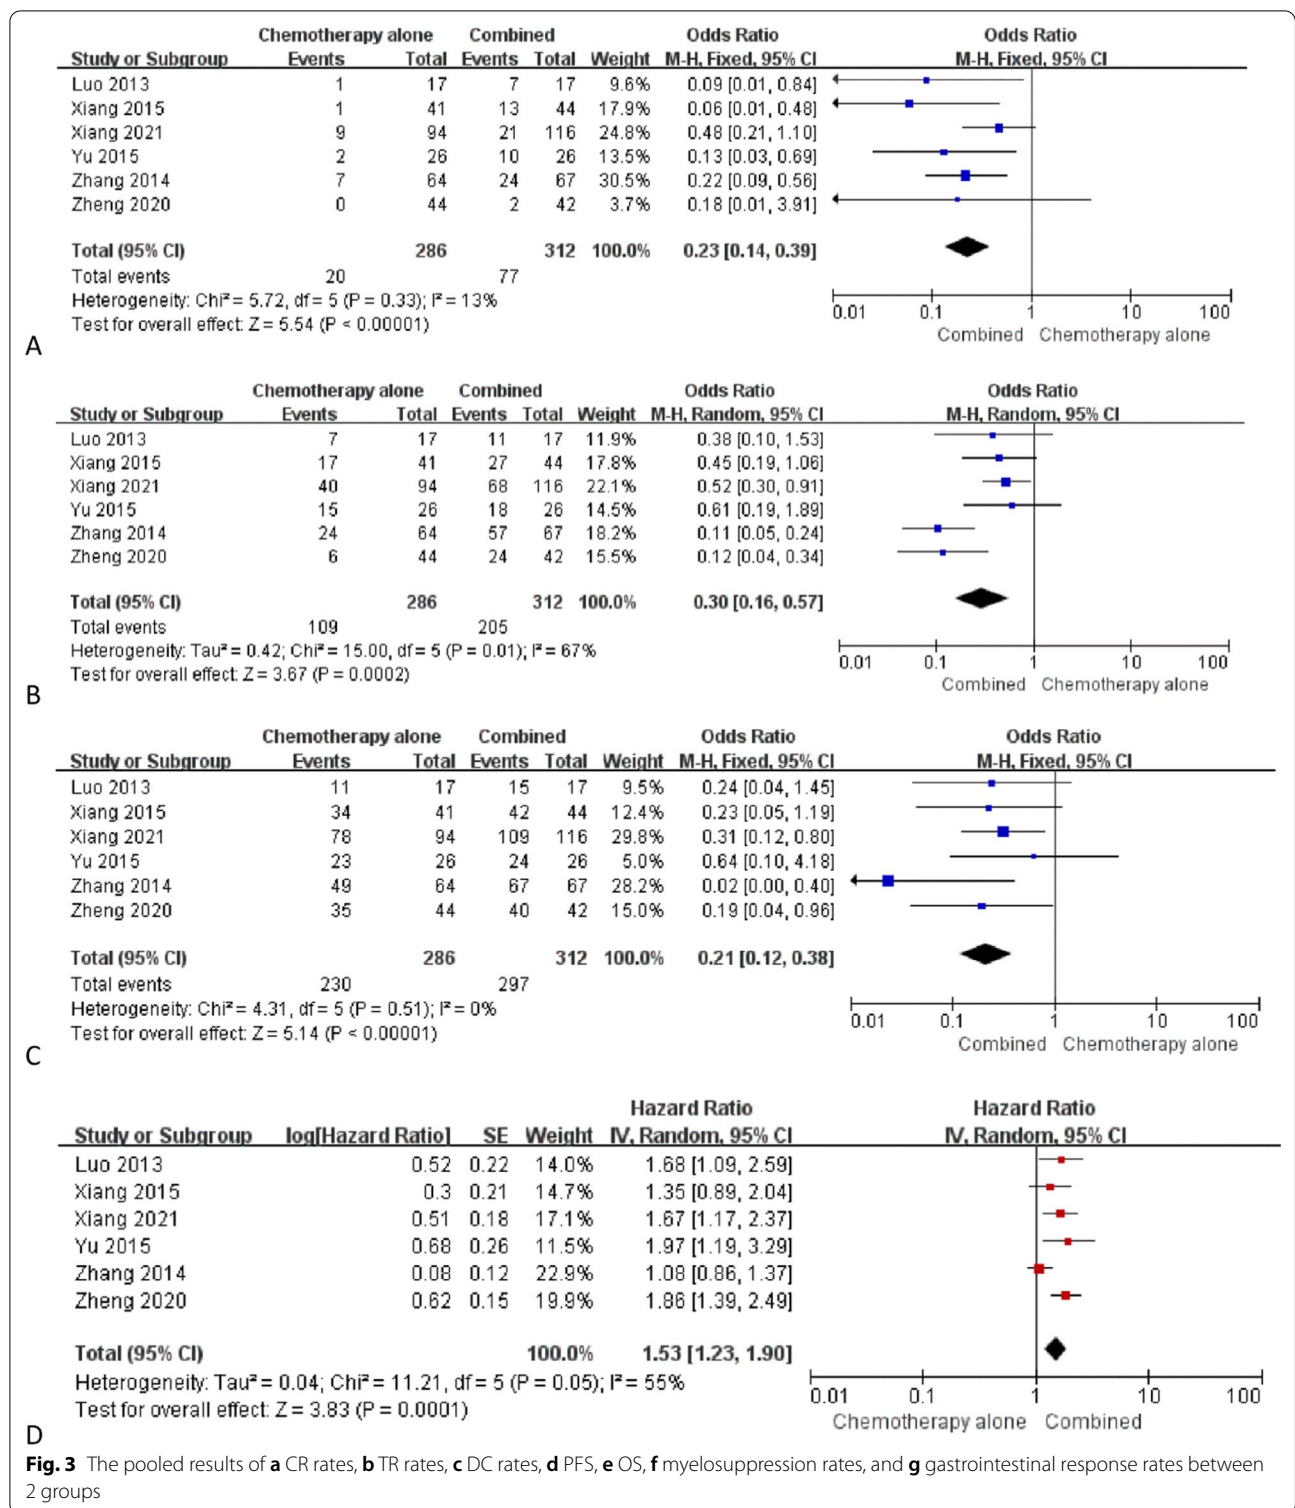 Chemotherapy alone Combined Odds Ratio Odds Ratio
Study or Subgroup Events Total Events Total Weight M-H, Fixed, 95% CI M-H, Fixed, 95% CI
Luo 2013 1 17 7 17 9.6% 0.09 [0.01, 0.84]
Xiang 2015 1 41 13 44 17.9% 0.06 [0.01, 0.48]
Xiang 2021 9 94 21 116 24.8% 0.48 [0.21, 1.10]
Yu 2015 2 26 10 26 13.5% 0.13 [0.03, 0.69]
Zhang 2014 7 64 24 67 30.5% 0.22 [0.09, 0.56]
Zheng 2020 0 44 2 42 3.7% 0.18 [0.01, 3.91]
Total (95% CI) 286 312 100.0% 0.23 [0.14, 0.39]
Total events 20 77
Heterogeneity: Chi² = 5.72, df = 5 (P = 0.33); I² = 13%
Test for overall effect: Z = 5.54 (P < 0.00001)
0.01 0.1 1 10 100
Combined Chemotherapy alone
A
Chemotherapy alone Combined Odds Ratio Odds Ratio
Study or Subgroup Events Total Events Total Weight M-H, Random, 95% CI M-H, Random, 95% CI
Luo 2013 7 17 11 17 11.9% 0.38 [0.10, 1.53]
Xiang 2015 17 41 27 44 17.8% 0.45 [0.19, 1.06]
Xiang 2021 40 94 68 116 22.1% 0.52 [0.30, 0.91]
Yu 2015 15 26 18 26 14.5% 0.61 [0.19, 1.89]
Zhang 2014 24 64 57 67 18.2% 0.11 [0.05, 0.24]
Zheng 2020 6 44 24 42 15.5% 0.12 [0.04, 0.34]
Total (95% CI) 286 312 100.0% 0.30 [0.16, 0.57]
Total events 109 205
Heterogeneity: Tau² = 0.42; Chi² = 15.00, df = 5 (P = 0.01); I² = 67%
Test for overall effect: Z = 3.67 (P = 0.0002)
0.01 0.1 1 10 100
Combined Chemotherapy alone
B
Chemotherapy alone Combined Odds Ratio Odds Ratio
Study or Subgroup Events Total Events Total Weight M-H, Fixed, 95% CI M-H, Fixed, 95% CI
Luo 2013 11 17 15 17 9.5% 0.24 [0.04, 1.45]
Xiang 2015 34 41 42 44 12.4% 0.23 [0.05, 1.19]
Xiang 2021 78 94 109 116 29.8% 0.31 [0.12, 0.80]
Yu 2015 23 26 24 26 5.0% 0.64 [0.10, 4.18]
Zhang 2014 49 64 67 67 28.2% 0.02 [0.00, 0.40]
Zheng 2020 35 44 40 42 15.0% 0.19 [0.04, 0.96]
Total (95% CI) 286 312 100.0% 0.21 [0.12, 0.38]
Total events 230 297
Heterogeneity: Chi² = 4.31, df = 5 (P = 0.51); I² = 0%
Test for overall effect: Z = 5.14 (P < 0.00001)
0.01 0.1 1 10 100
Combined Chemotherapy alone
C
Hazard Ratio Hazard Ratio
Study or Subgroup log[Hazard Ratio] SE Weight IV, Random, 95% CI IV, Random, 95% CI
Luo 2013 0.52 0.22 14.0% 1.68 [1.09, 2.59]
Xiang 2015 0.3 0.21 14.7% 1.35 [0.89, 2.04]
Xiang 2021 0.51 0.18 17.1% 1.67 [1.17, 2.37]
Yu 2015 0.68 0.26 11.5% 1.97 [1.19, 3.29]
Zhang 2014 0.08 0.12 22.9% 1.08 [0.86, 1.37]
Zheng 2020 0.62 0.15 19.9% 1.86 [1.39, 2.49]
Total (95% CI) 100.0% 1.53 [1.23, 1.90]
Heterogeneity: Tau² = 0.04; Chi² = 11.21, df = 5 (P = 0.05); I² = 55%
Test for overall effect: Z = 3.83 (P = 0.0001)
0.01 0.1 1 10 100
Chemotherapy alone Combined
D
Fig. 3 The pooled results of a CR rates, b TR rates, c DC rates, d PFS, e OS, f myelosuppression rates, and g gastrointestinal response rates between
2 groups